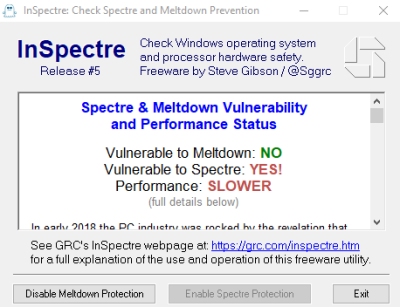 InSpectre: Check Spectre and Meltdown Prevention
InSpectre
Release #5
Check Windows operating system
and processor hardware safety.
Freeware by Steve Gibson / @Sggrc
Spectre & Meltdown Vulnerability
and Performance Status
Vulnerable to Meltdown: NO
Vulnerable to Spectre: YES!
Performance: SLOWER
(full details below)
In early 2018 the PC industry was rocked by the revelation that
See GRC's InSpectre webpage at: https://grc.com/inspectre.htm
for a full explanation of the use and operation of this freeware utility.
Disable Meltdown Protection
Enable Spectre Protection
Exit